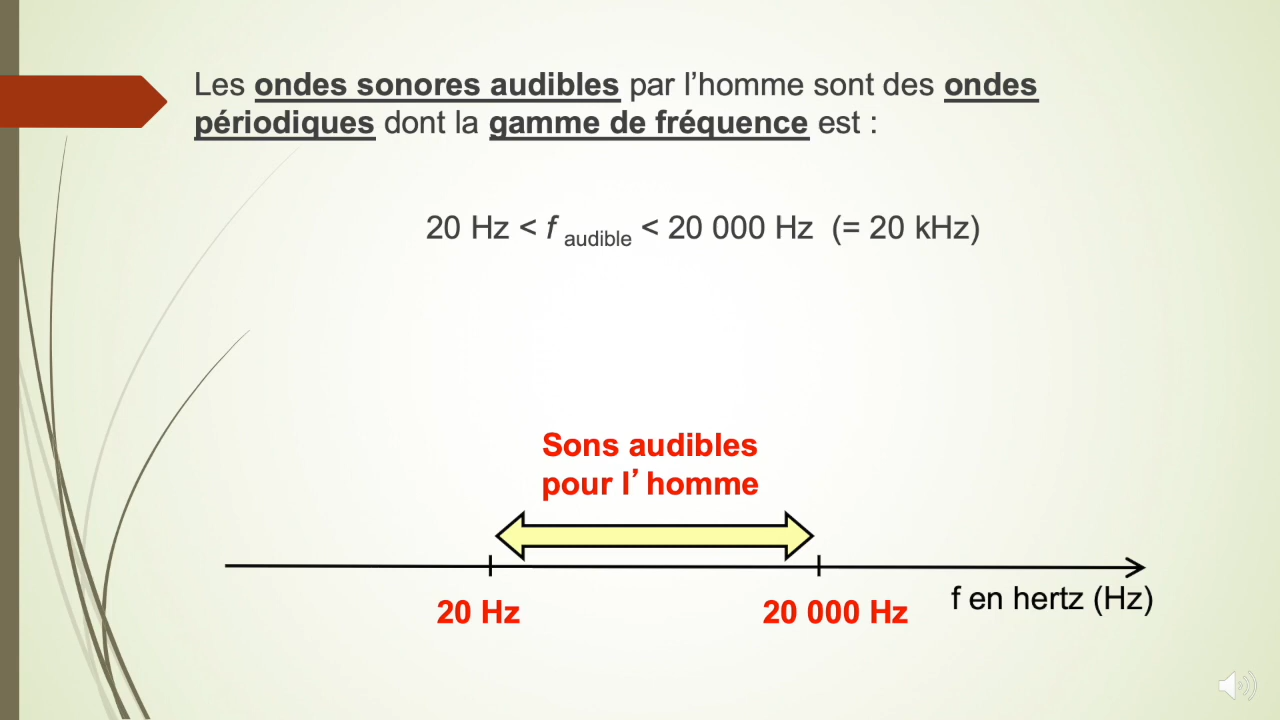 Les ondes sonores audibles par l’homme sont des ondes
périodiques dont la gamme de fréquence est :
20 Hz < f audible < 20 000 Hz (= 20 kHz)
Sons audibles
pour l’homme
20 Hz
20 000 Hz
f en hertz (Hz)